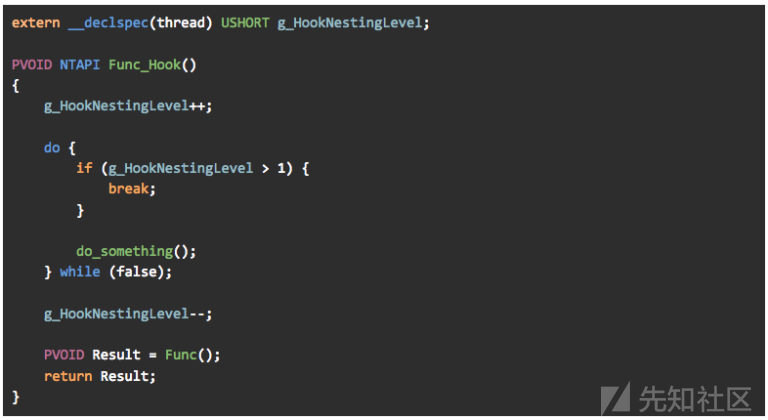 extern __declspec(thread) USHORT g_HookNestingLevel;
PVOID NTAPI Func_Hook()
{
    g_HookNestingLevel++;
    do {
        if (g_HookNestingLevel > 1) {
            break;
        }
        do_something();
    } while (false);
    g_HookNestingLevel--;
    PVOID Result = Func();
    return Result;
}
先知社区